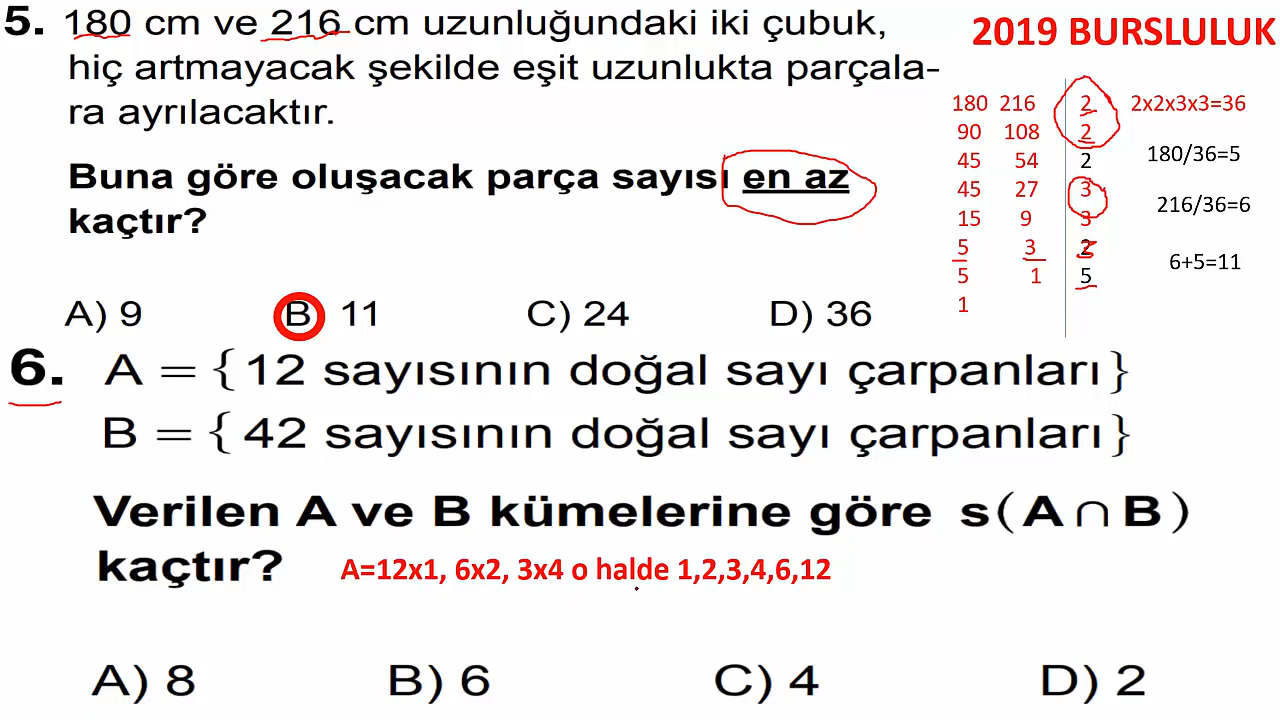 5. 180 cm ve 216 cm uzunluğundaki iki çubuk,
hiç artmayacak şekilde eşit uzunlukta parçala-
ra ayrılacaktır.
Buna göre oluşacak parça sayısı en az
kaçtır?
A) 9 B 11 C) 24 D) 36
2019 BURSLULUK
180 216 2 2x2x3x3=36
90 108 2
45 54 2 180/36=5
45 27 3
15 9 3 216/36=6
5 3
5 1 5 6+5=11
1
6. A = { 12 sayısının doğal sayı çarpanları }
B = { 42 sayısının doğal sayı çarpanları }
Verilen A ve B kümelerine göre s( A ∩ B )
kaçtır? A=12x1, 6x2, 3x4 o halde 1,2,3,4,6,12
A) 8 B) 6 C) 4 D) 2